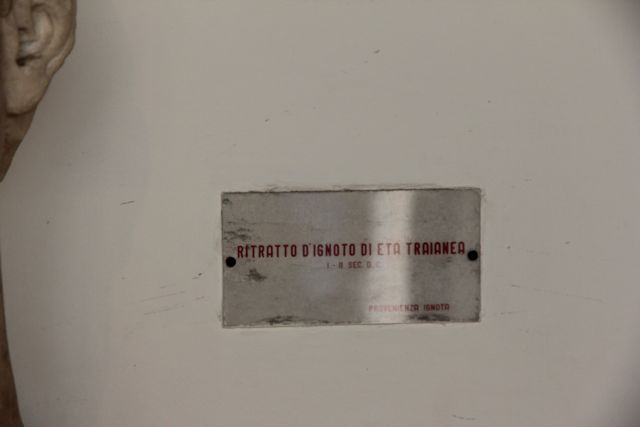 RITRATTO D'IGNOTO DI ETA TRAIANEA
I - II SEC. D.C.
PROVENIENZA IGNOTA